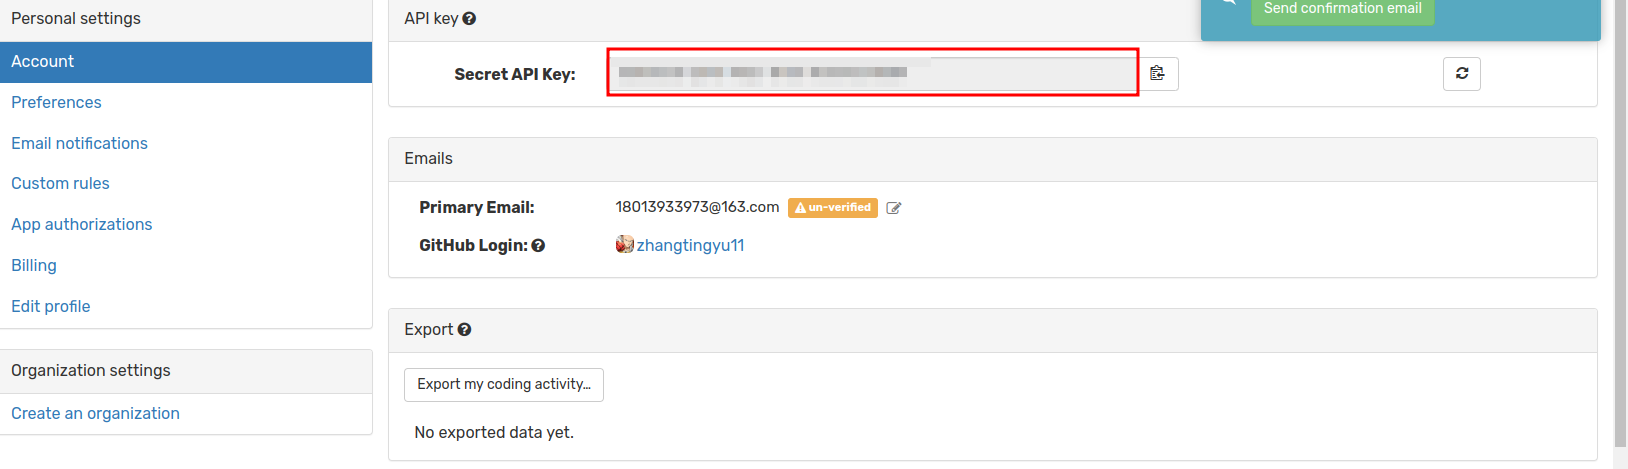 Personal settings
Account
Preferences
Email notifications
Custom rules
App authorizations
Billing
Edit profile
Organization settings
Create an organization
API key
Send confirmation email
Secret API Key:
Emails
Primary Email: 18013933973@163.com un-verified
GitHub Login: zhangtingyu11
Export
Export my coding activity…
No exported data yet.